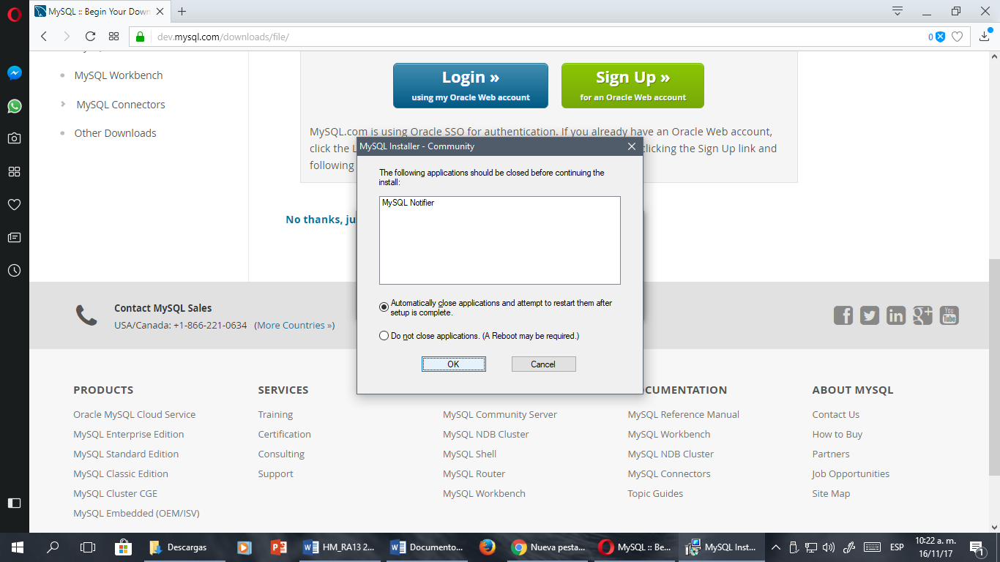 MySQL :: Begin Your Down
dev.mysql.com/downloads/file/
0
MySQL Workbench
MySQL Connectors
Other Downloads
Login »
using my Oracle Web account
Sign Up »
for an Oracle Web account
MySQL.com is using Oracle SSO for authentication. If you already have an Oracle Web account,
click the L
clicking the Sign Up link and
following
No thanks, ju
MySQL Installer - Community
The following applications should be closed before continuing the
install:
MySQL Notifier
Automatically close applications and attempt to restart them after
setup is complete.
Do not close applications. (A Reboot may be required.)
OK
Cancel
Contact MySQL Sales
USA/Canada: +1-866-221-0634 (More Countries »)
You
Tube
PRODUCTS
Oracle MySQL Cloud Service
MySQL Enterprise Edition
MySQL Standard Edition
MySQL Classic Edition
MySQL Cluster CGE
MySQL Embedded (OEM/ISV)
SERVICES
Training
Certification
Consulting
Support
MySQL Community Server
MySQL NDB Cluster
MySQL Shell
MySQL Router
MySQL Workbench
OCUMENTATION
MySQL Reference Manual
MySQL Workbench
MySQL NDB Cluster
MySQL Connectors
Topic Guides
ABOUT MYSQL
Contact Us
How to Buy
Partners
Job Opportunities
Site Map
Descargas
HM_RA13 2...
Documento...
Nueva pesta...
MySQL :: Be...
MySQL Inst...
ESP
10:22 a. m.
16/11/17
1